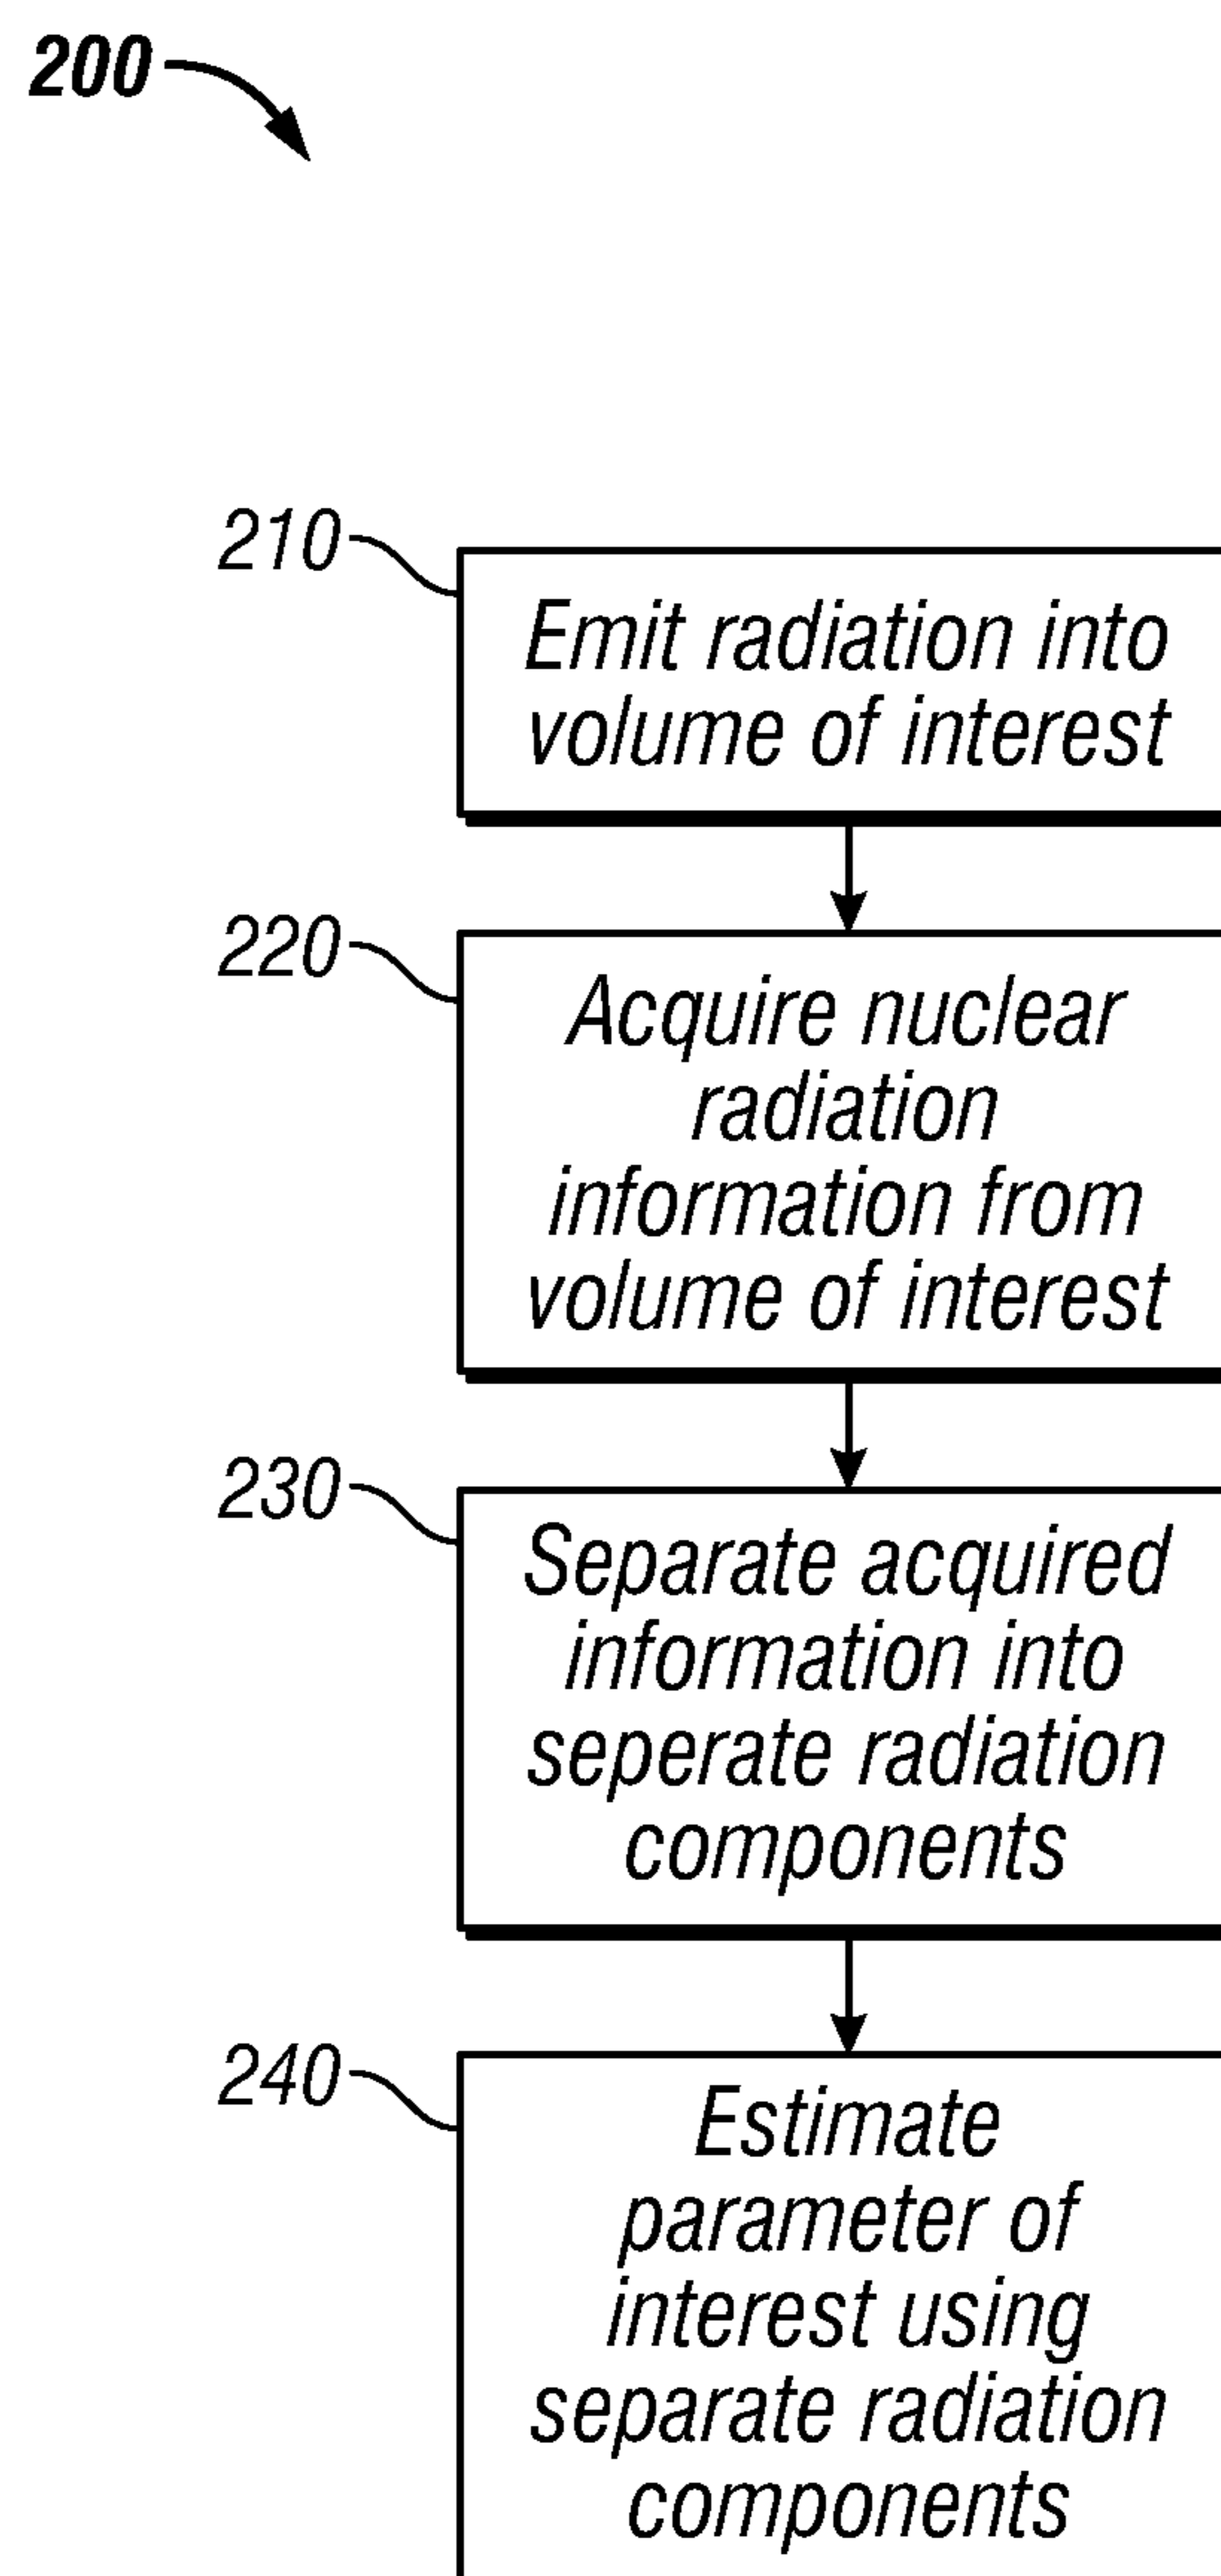 200
210
Emit radiation into
volume of interest
220
Acquire nuclear
radiation
information from
volume of interest
230
Separate acquired
information into
seperate radiation
components
240
Estimate
parameter of
interest using
separate radiation
components